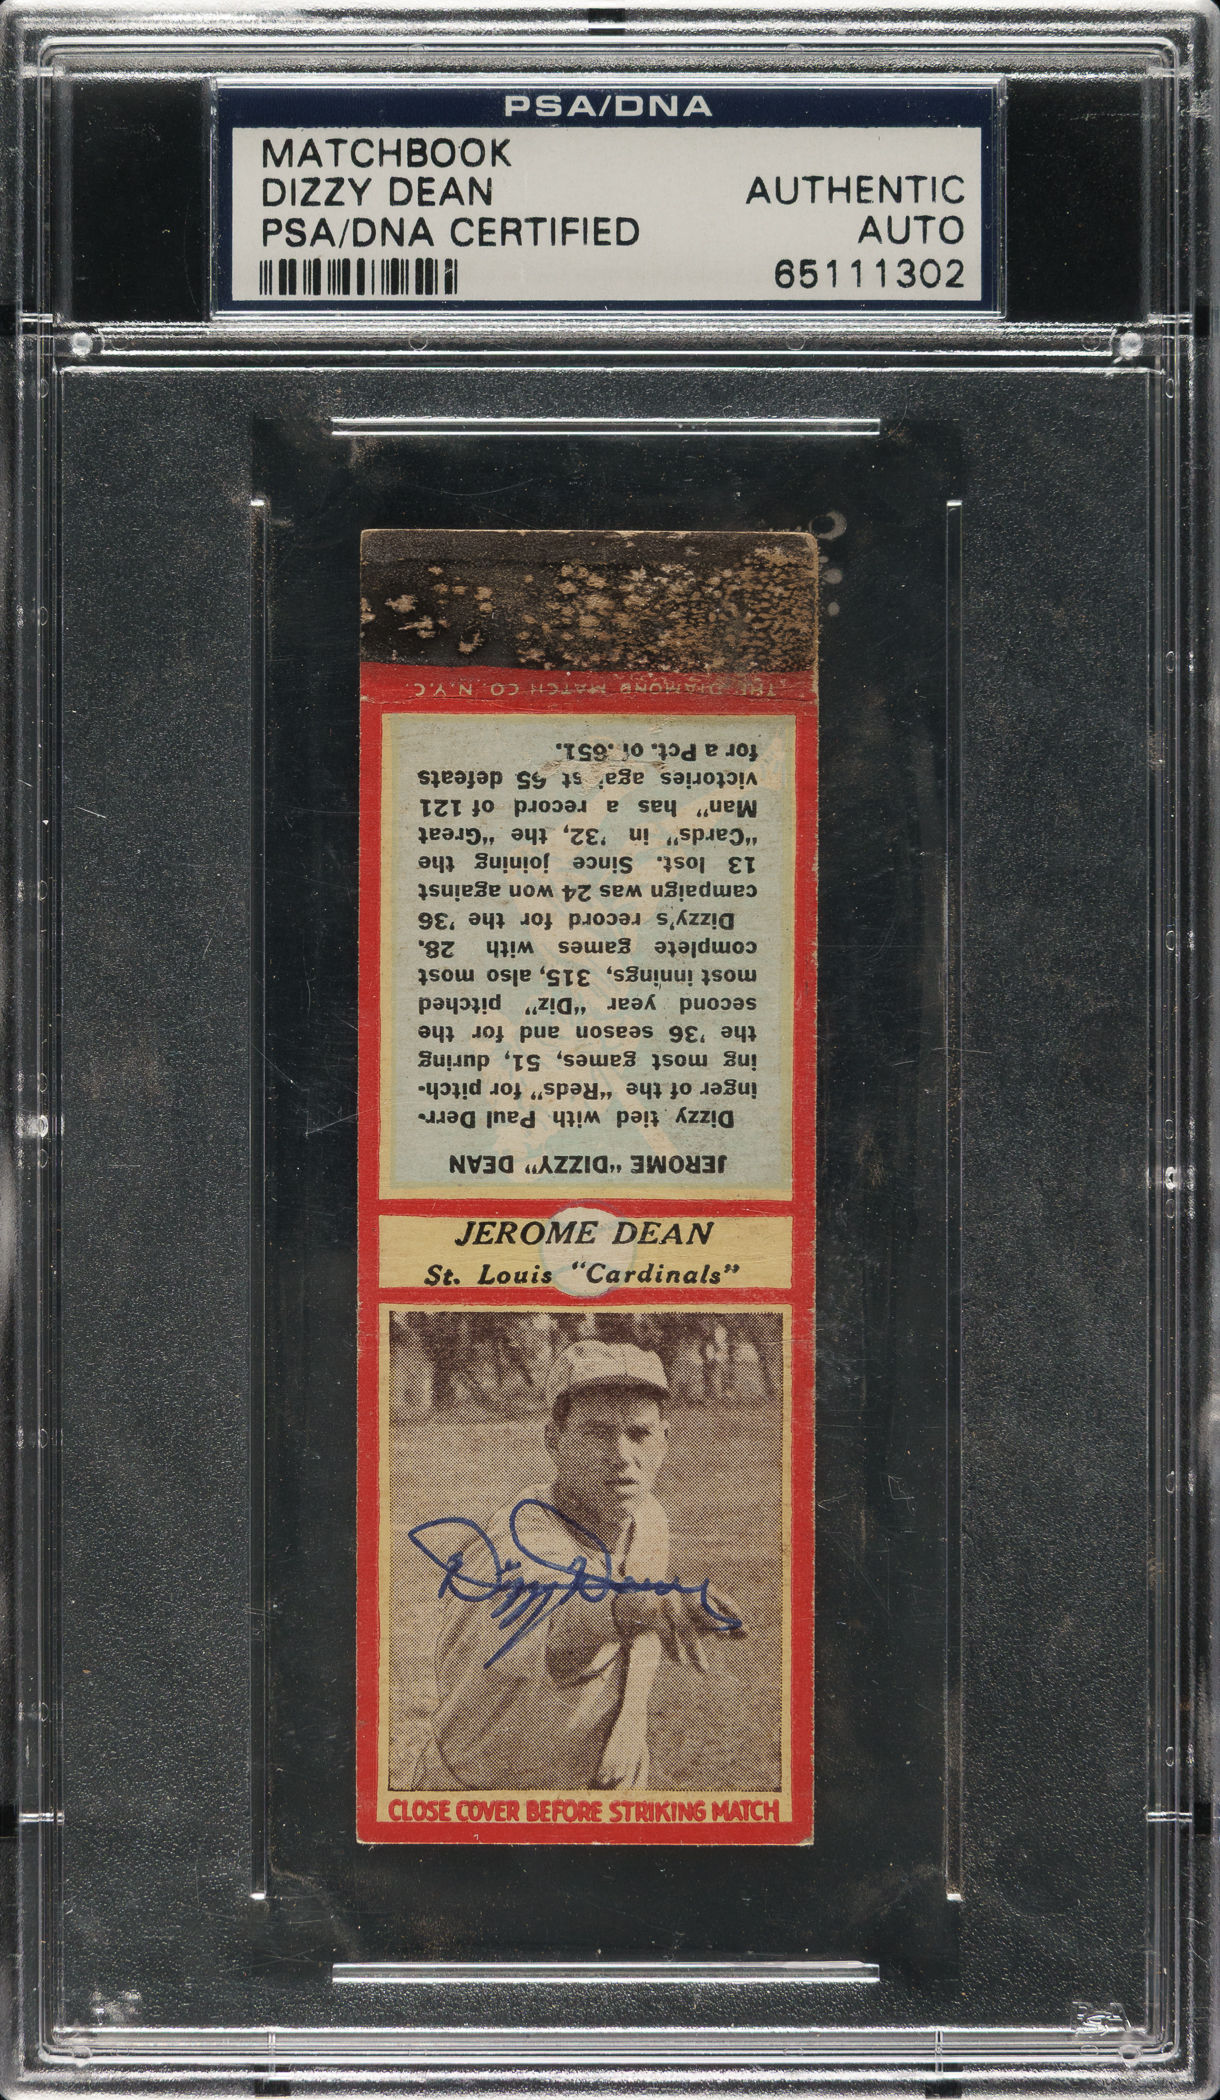 PSA/DNA
MATCHBOOK
DIZZY DEAN
PSA/DNA CERTIFIED
AUTHENTIC
AUTO
65111302
JEROME "DIZZY" DEAN
Dizzy tied with Paul Derr-
inger of the "Reds" for pitch-
ing most games, 51, during
the '36 season and for the
second year "Diz" pitched
most innings, 315, also most
complete games with 28.
Dizzy's record for the '36
campaign was 24 won against
13 lost. Since joining the
"Cards" in '32, the "Great
Man" has a record of 121
victories against 65 defeats
for a Pct. of .651.
THE DIAMOND MATCH CO. N.Y.C.
JEROME DEAN
St. Louis "Cardinals"
Dizzy Dean
CLOSE COVER BEFORE STRIKING MATCH